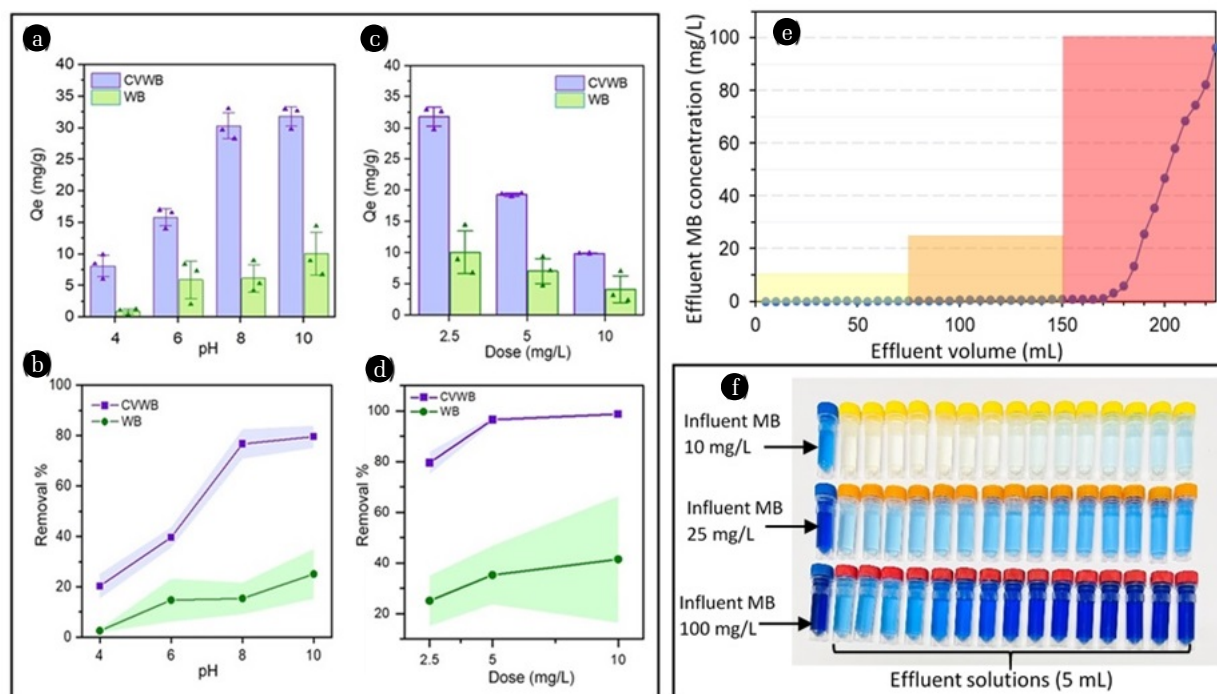 a
40
35
30
25
20
15
10
5
0
Qe (mg/g)
CVWB
WB
4 6 8 10
pH
c
40
35
30
25
20
15
10
5
0
Qe (mg/g)
CVWB
WB
2.5 5 10
Dose (mg/L)
b
100
80
60
40
20
0
Removal %
CVWB
WB
4 6 8 10
pH
d
100
80
60
40
20
Removal %
CVWB
WB
2.5 5 10
Dose (mg/L)
e
100
80
60
40
20
0
Effluent MB concentration (mg/L)
0 50 100 150 200
Effluent volume (mL)
f
Influent MB
10 mg/L
Influent MB
25 mg/L
Influent MB
100 mg/L
Effluent solutions (5 mL)